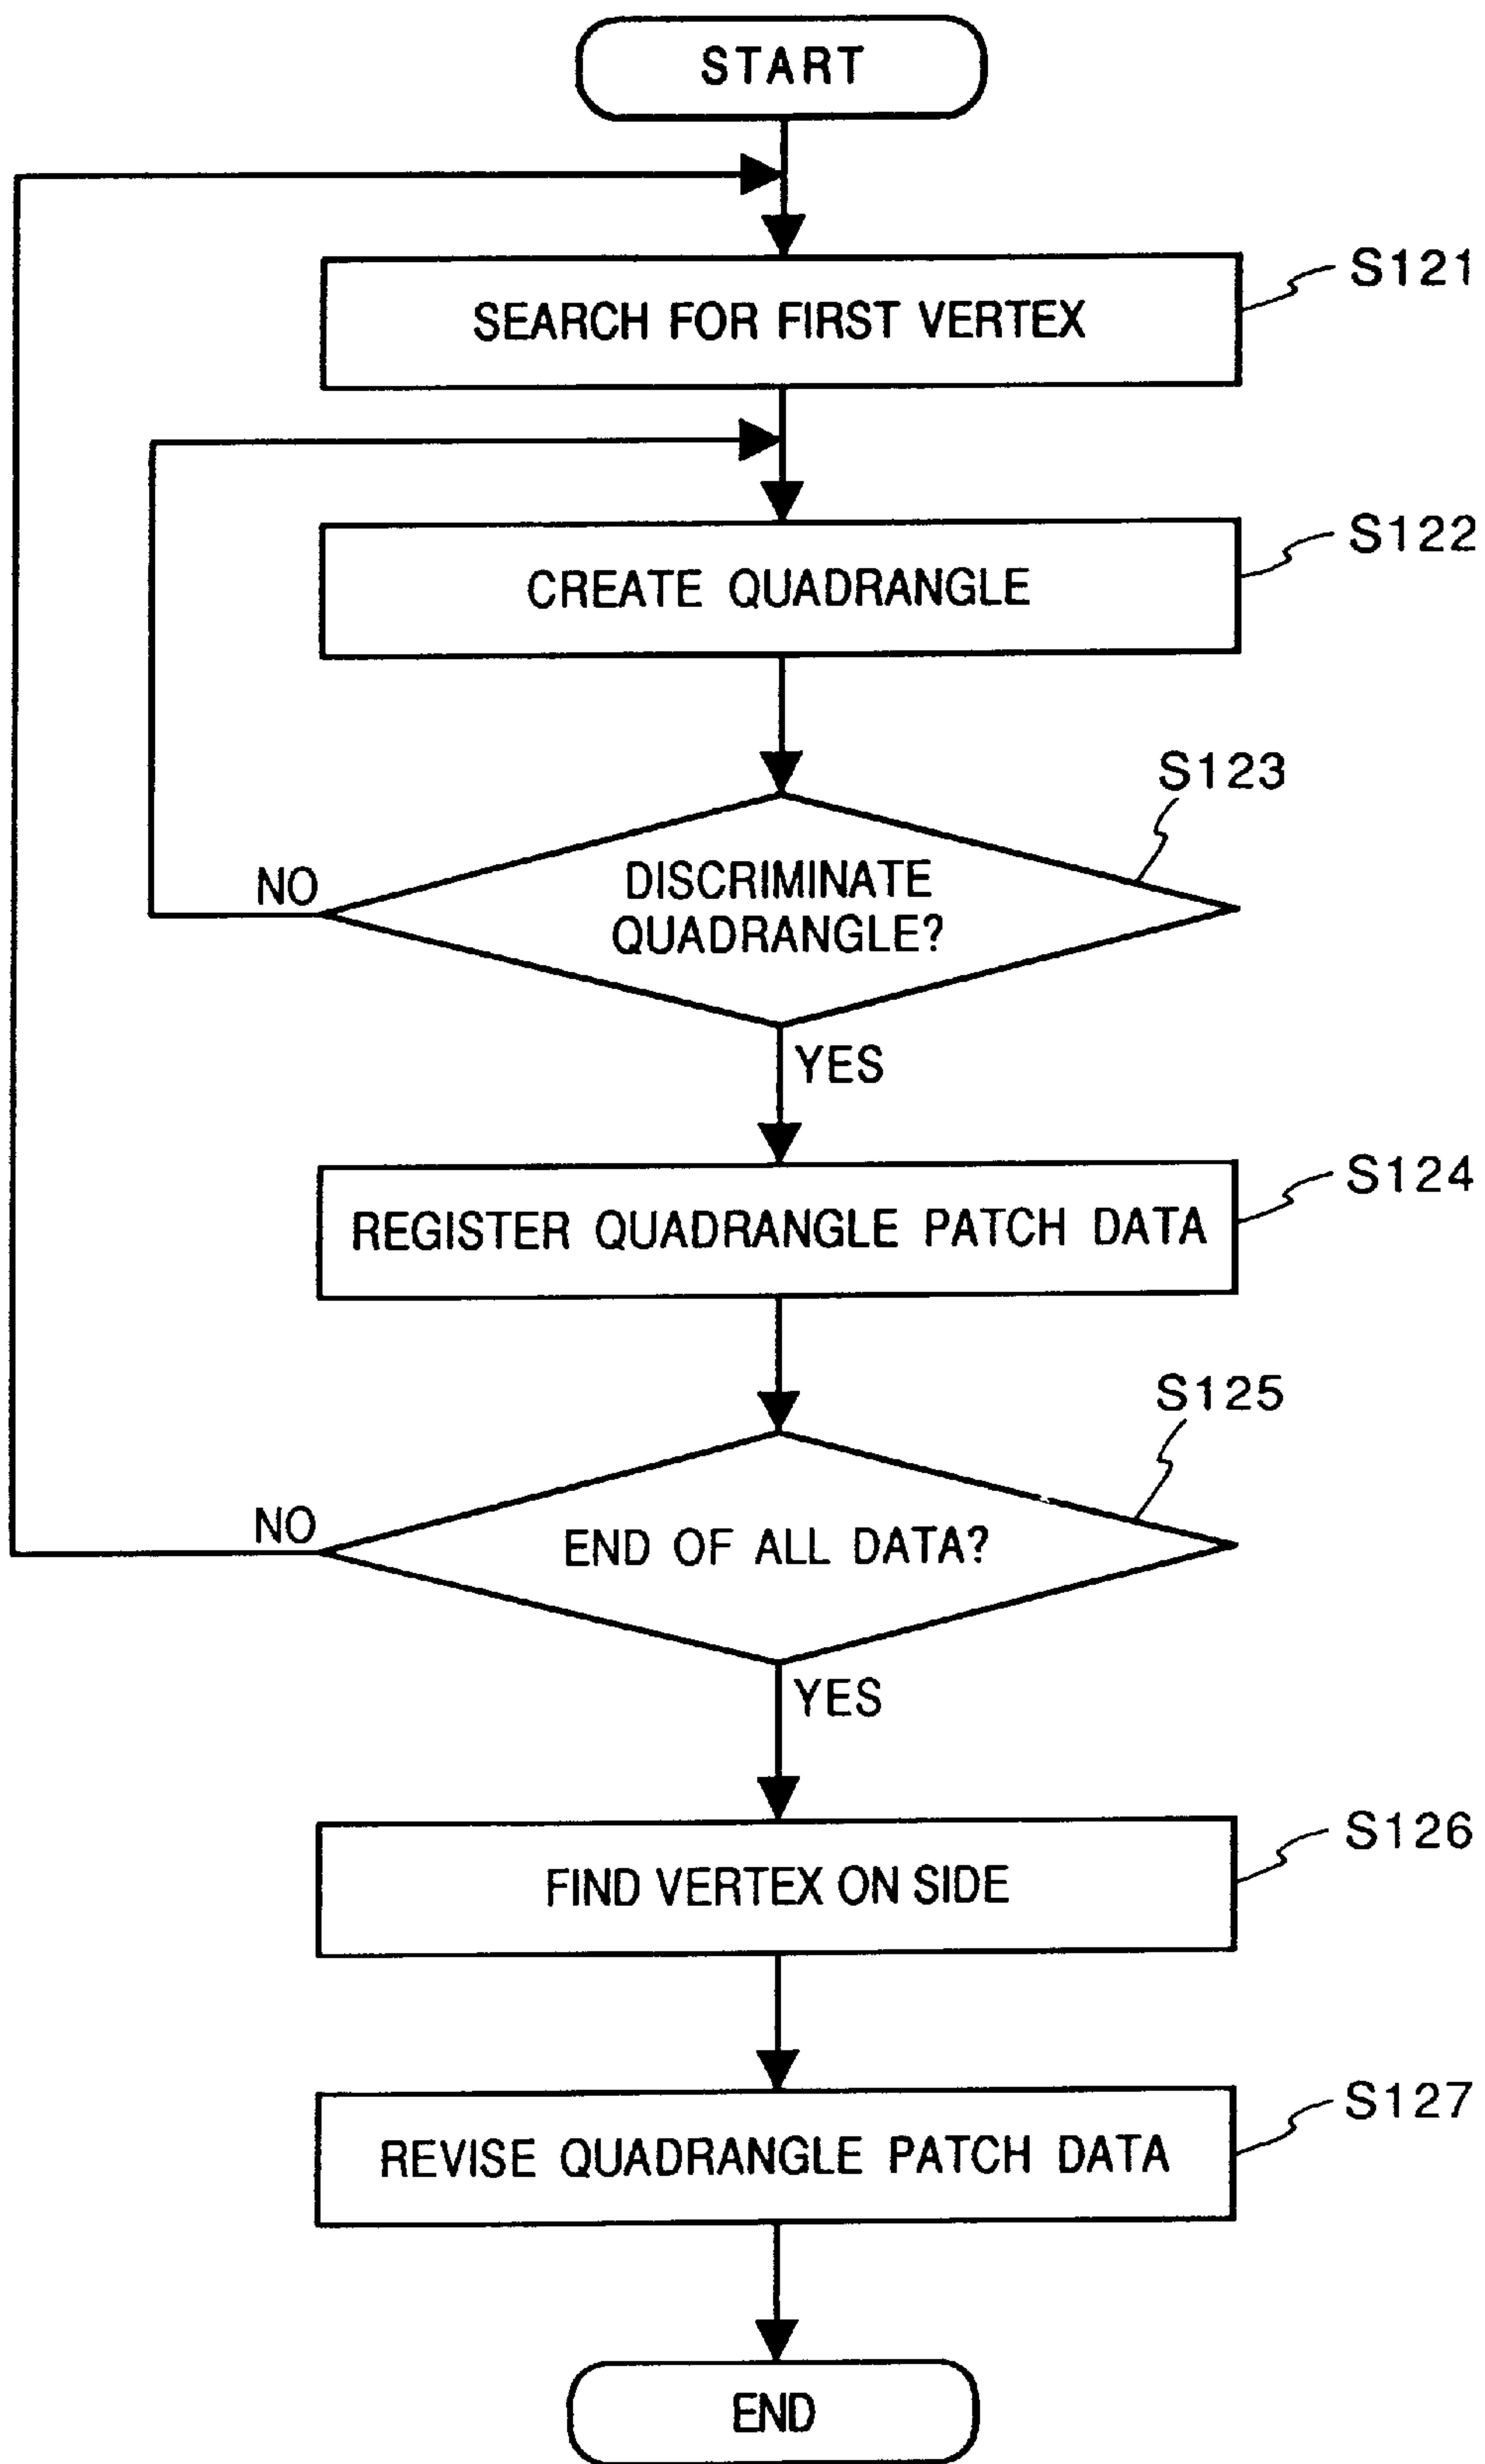 START
S121
SEARCH FOR FIRST VERTEX
S122
CREATE QUADRANGLE
S123
NO
DISCRIMINATE
QUADRANGLE?
YES
S124
REGISTER QUADRANGLE PATCH DATA
S125
NO
END OF ALL DATA?
YES
S126
FIND VERTEX ON SIDE
S127
REVISE QUADRANGLE PATCH DATA
END